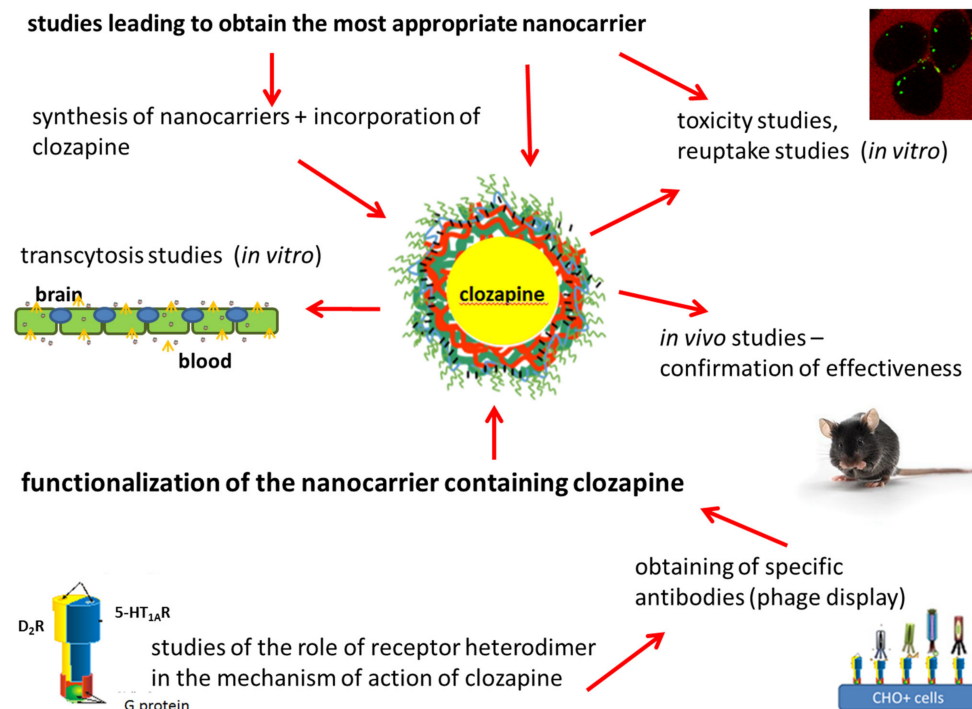 studies leading to obtain the most appropriate nanocarrier
synthesis of nanocarriers + incorporation of
clozapine
toxicity studies,
reuptake studies (in vitro)
transcytosis studies (in vitro)
brain
blood
clozapine
in vivo studies –
confirmation of effectiveness
functionalization of the nanocarrier containing clozapine
obtaining of specific
antibodies (phage display)
D2R
5-HT1AR
studies of the role of receptor heterodimer
in the mechanism of action of clozapine
G protein
CHO+ cells